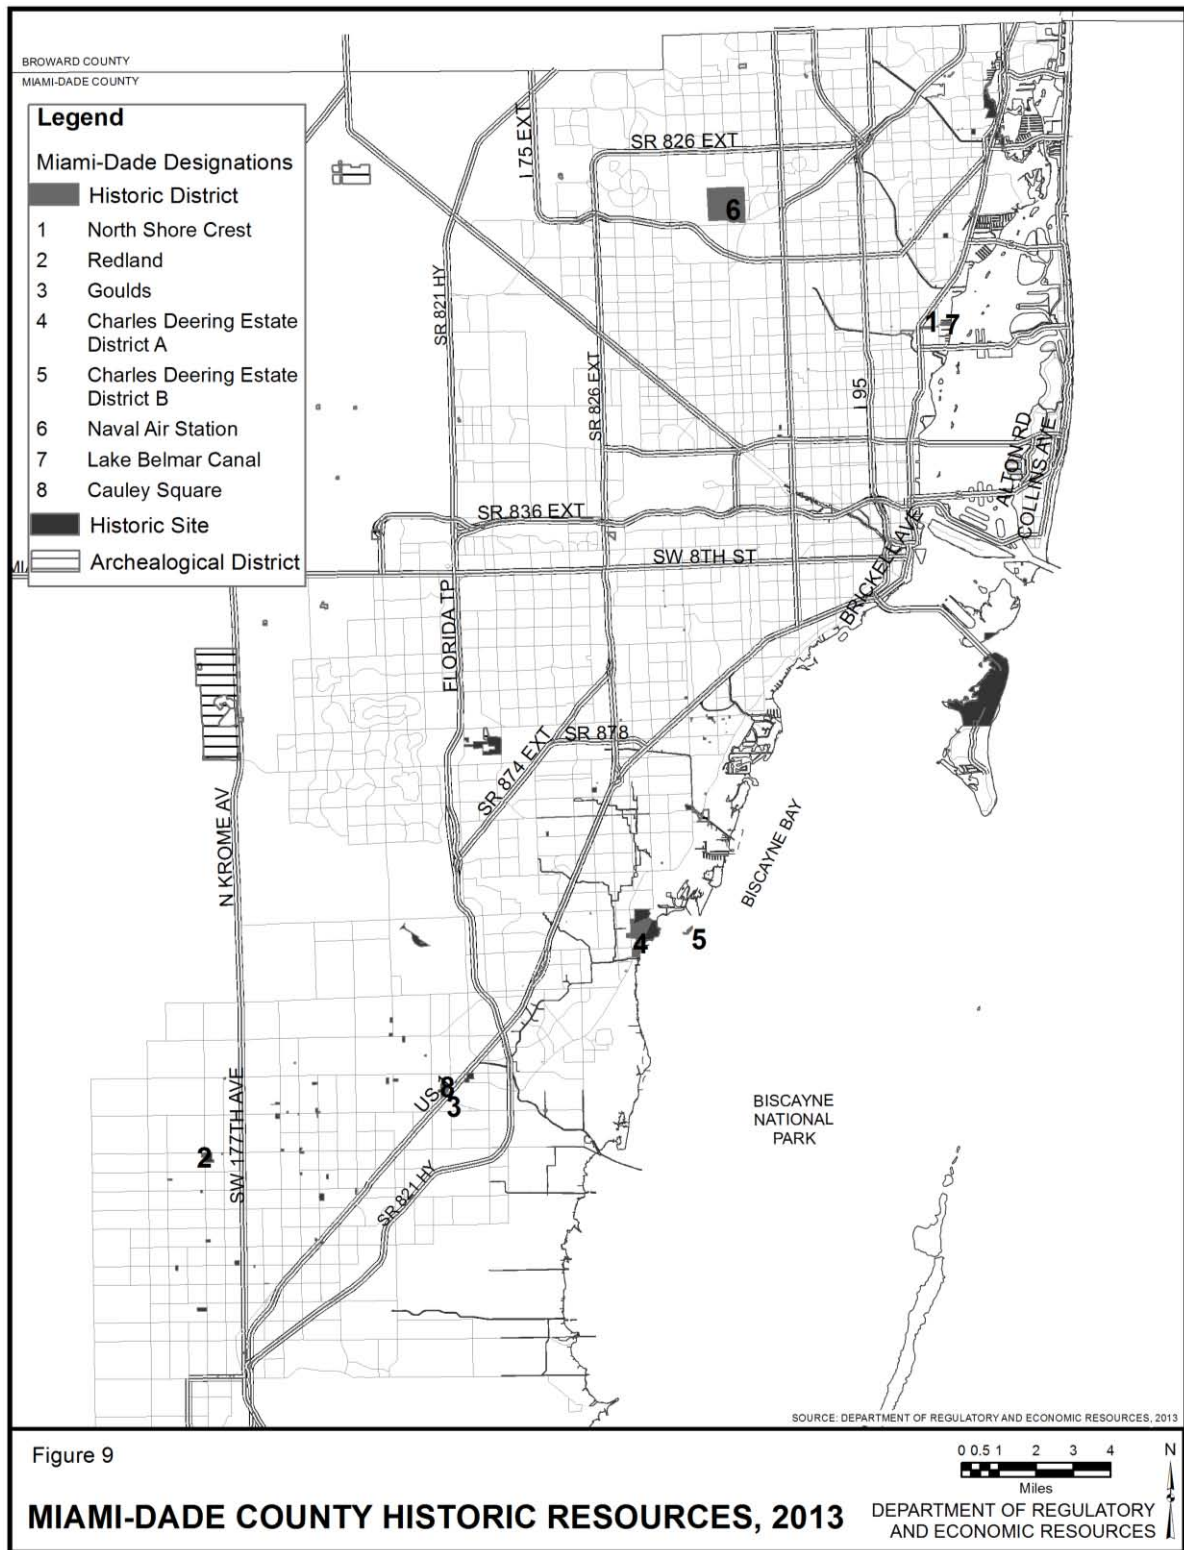 BROWARD COUNTY
MIAMI-DADE COUNTY
Legend
Miami-Dade Designations
Historic District
1 North Shore Crest
2 Redland
3 Goulds
4 Charles Deering Estate
District A
5 Charles Deering Estate
District B
6 Naval Air Station
7 Lake Belmar Canal
8 Cauley Square
Historic Site
Archealogical District
I 75 EXT
SR 826 EXT
6
SR 821 HY
1 7
SR 826 EXT
I 95
ALTON RD
COLLINS AVE
SR 836 EXT
SW 8TH ST
BRICKELL AVE
FLORIDA TP
SR 874 EXT
SR 878
N KROME AV
BISCAYNE BAY
4
5
8
US
3
2
SW 177TH AVE
SR 821 HY
BISCAYNE
NATIONAL
PARK
SOURCE: DEPARTMENT OF REGULATORY AND ECONOMIC RESOURCES, 2013
Figure 9
0 0.5 1 2 3 4
Miles
N
MIAMI-DADE COUNTY HISTORIC RESOURCES, 2013
DEPARTMENT OF REGULATORY
AND ECONOMIC RESOURCES